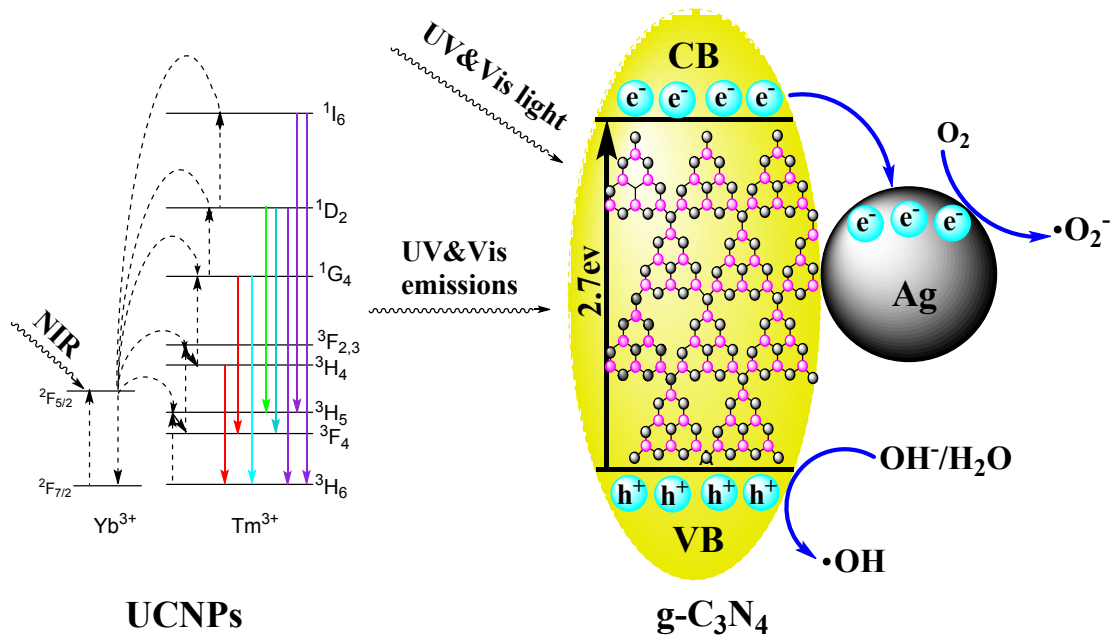 UV&Vis light
CB
e⁻ e⁻ e⁻ e⁻
¹I₆
O₂
¹D₂
e⁻ e⁻ e⁻
·O₂⁻
¹G₄
UV&Vis
emissions
2.7ev
Ag
NIR
³F₂,₃
³H₄
²F₅/₂
³H₅
³F₄
OH⁻/H₂O
²F₇/₂
³H₆
h⁺ h⁺ h⁺ h⁺
Yb³⁺
Tm³⁺
VB
·OH
UCNPs
g-C₃N₄